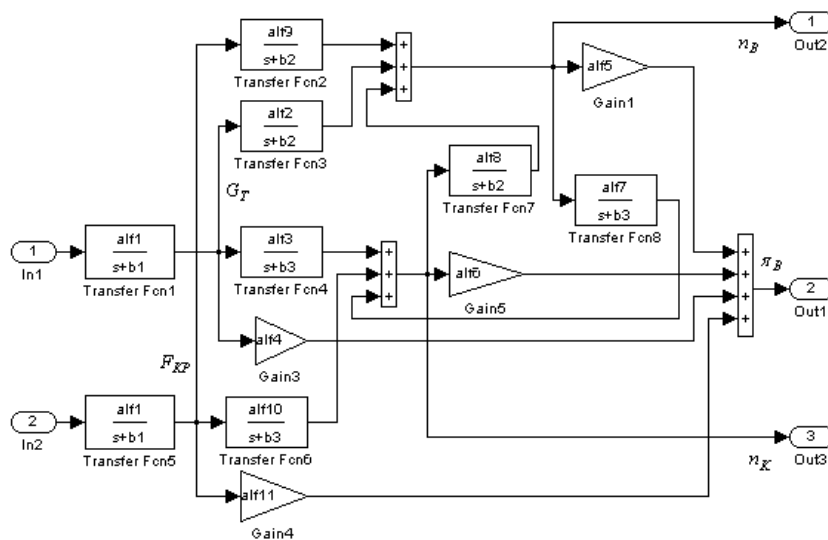 alf9
s+b2
Transfer Fcn2
+
+
+
alf5
Gain1
n_B
1
Out2
alf2
s+b2
Transfer Fcn3
G_T
alf8
s+b2
Transfer Fcn7
alf7
s+b3
Transfer Fcn8
1
In1
alf1
s+b1
Transfer Fcn1
alf3
s+b3
Transfer Fcn4
+
+
+
alf6
Gain5
+
+
+
+
π_B
2
Out1
alf4
Gain3
F_KP
2
In2
alf1
s+b1
Transfer Fcn5
alf10
s+b3
Transfer Fcn6
alf11
Gain4
n_K
3
Out3